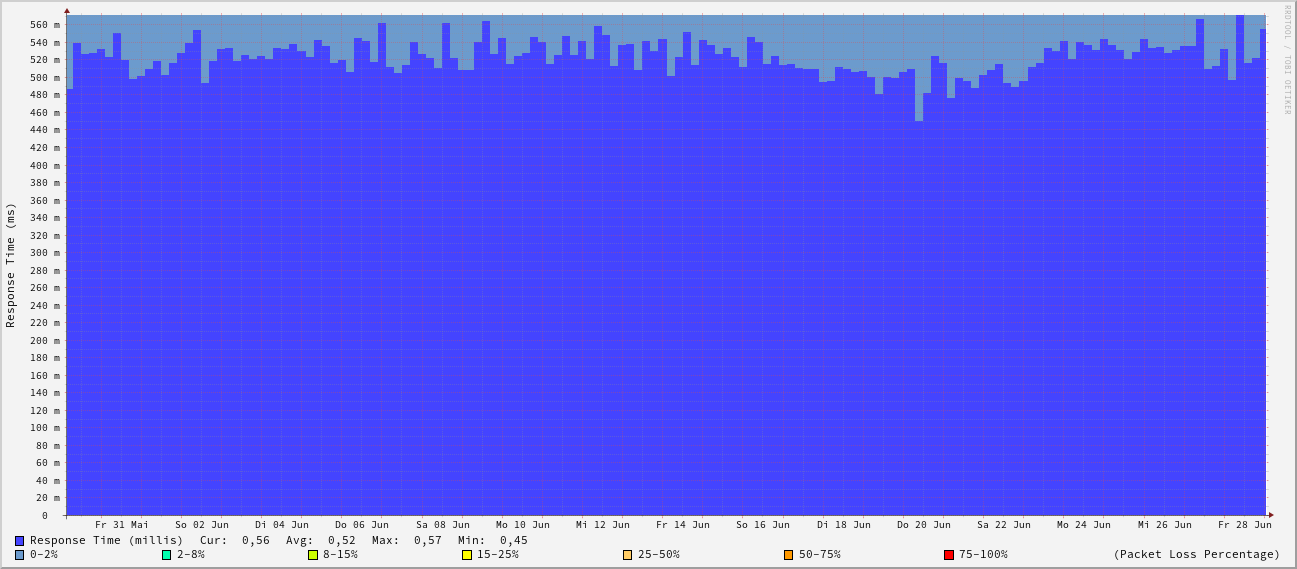 RRDTOOL / TOBI OETIKER
Response Time (ms)
560 m
540 m
520 m
500 m
480 m
460 m
440 m
420 m
400 m
380 m
360 m
340 m
320 m
300 m
280 m
260 m
240 m
220 m
200 m
180 m
160 m
140 m
120 m
100 m
80 m
60 m
40 m
20 m
0
Fr 31 Mai So 02 Jun Di 04 Jun Do 06 Jun Sa 08 Jun Mo 10 Jun Mi 12 Jun Fr 14 Jun So 16 Jun Di 18 Jun Do 20 Jun Sa 22 Jun Mo 24 Jun Mi 26 Jun Fr 28 Jun
Response Time (millis) Cur: 0,56 Avg: 0,52 Max: 0,57 Min: 0,45
0-2% 2-8% 8-15% 15-25% 25-50% 50-75% 75-100% (Packet Loss Percentage)